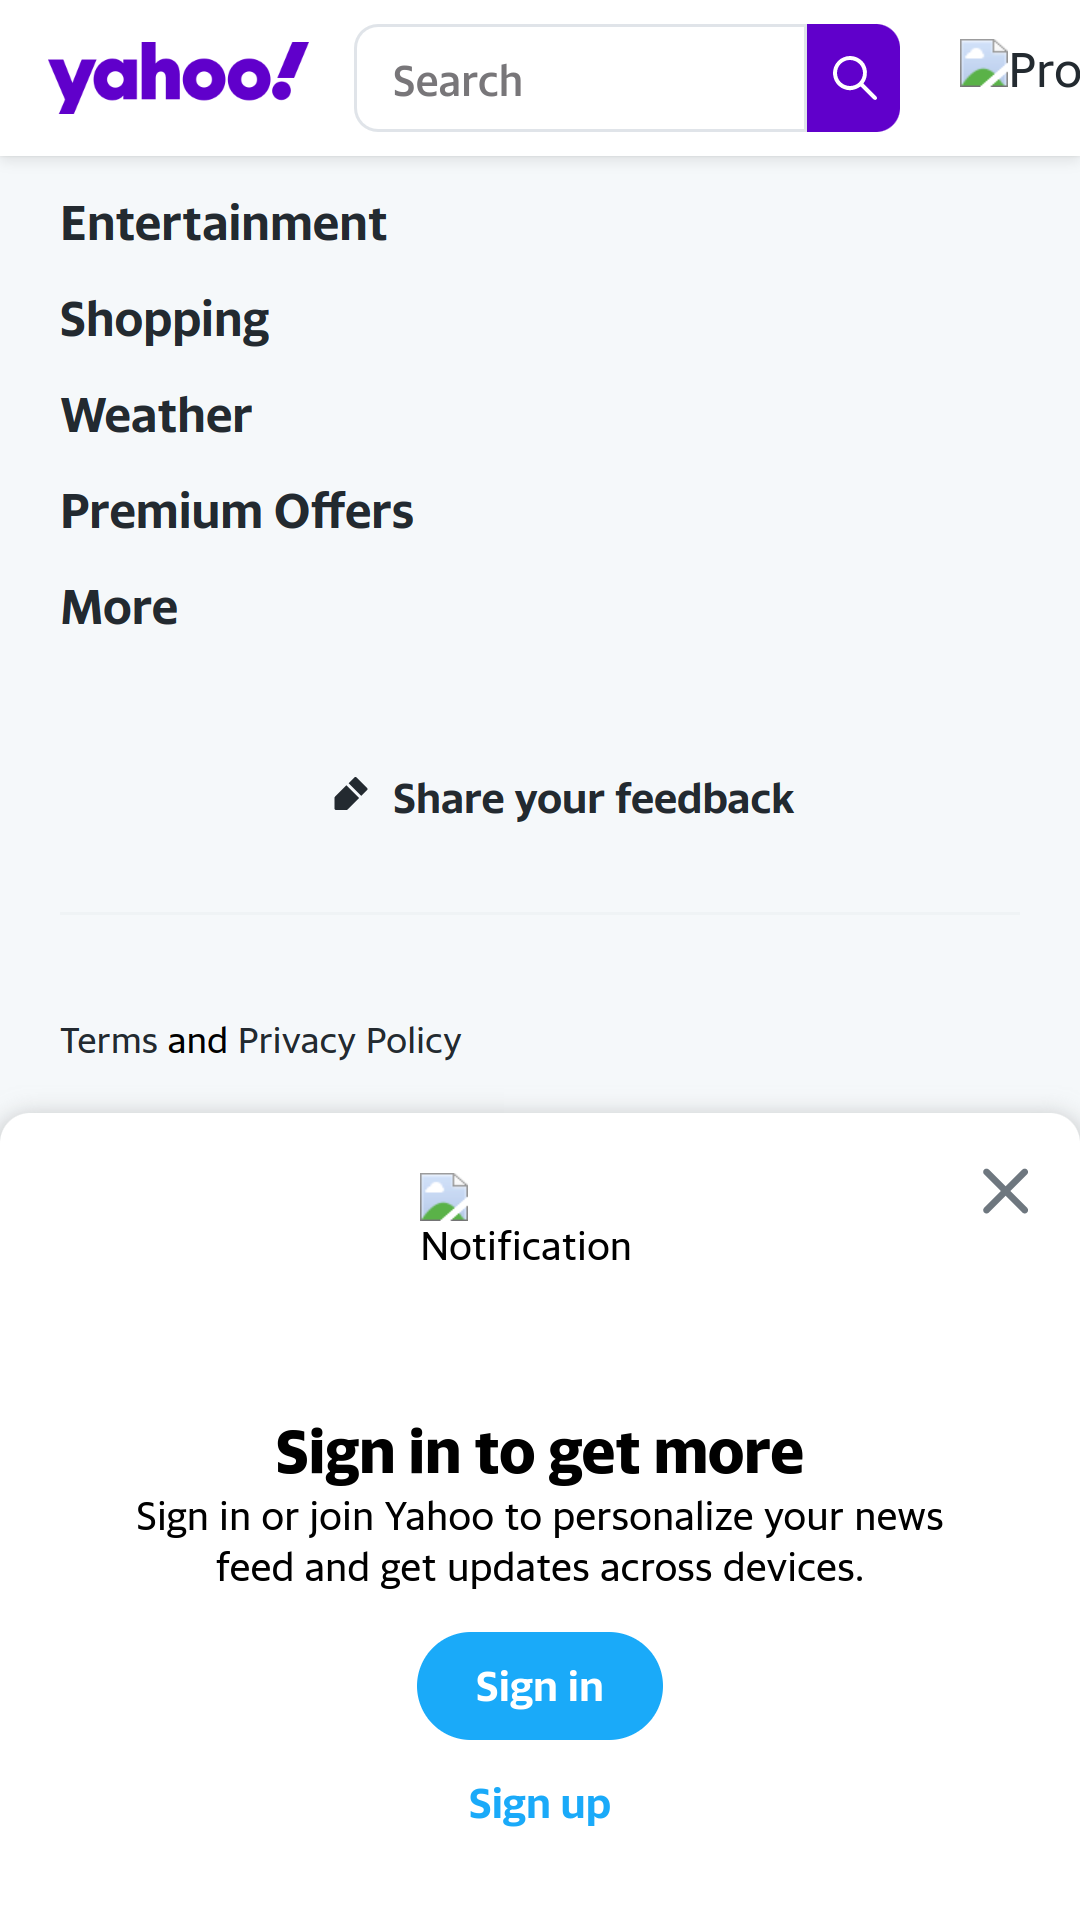 yahoo!
Search
Pro
Entertainment
Shopping
Weather
Premium Offers
More
Share your feedback
Terms and Privacy Policy
Notification
Sign in to get more
Sign in or join Yahoo to personalize your news
feed and get updates across devices.
Sign in
Sign up